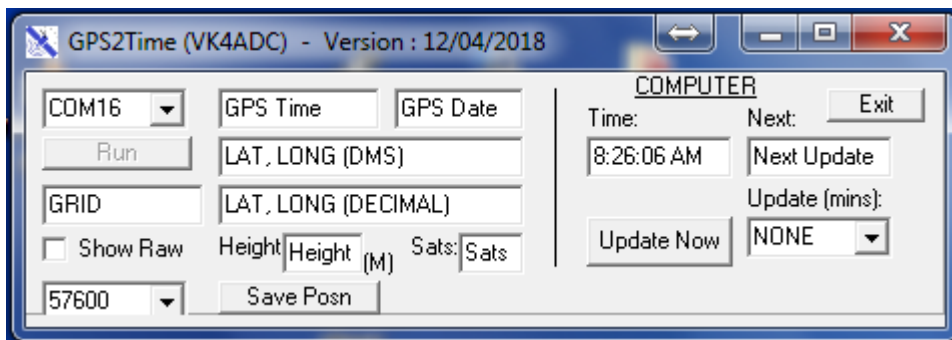 GPS2Time (VK4ADC) - Version : 12/04/2018
COM16 GPS Time GPS Date COMPUTER Exit
Time: Next:
Run LAT, LONG (DMS) 8:26:06 AM Next Update
GRID LAT, LONG (DECIMAL) Update (mins):
Show Raw Height Height (M) Sats: Sats Update Now NONE
57600 Save Posn